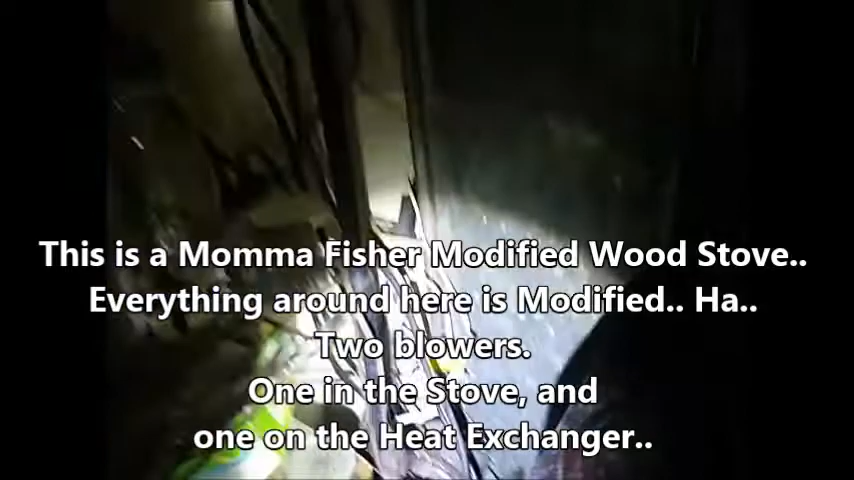 This is a Momma Fisher Modified Wood Stove..
Everything around here is Modified.. Ha..
Two blowers.
One in the Stove, and
one on the Heat Exchanger..